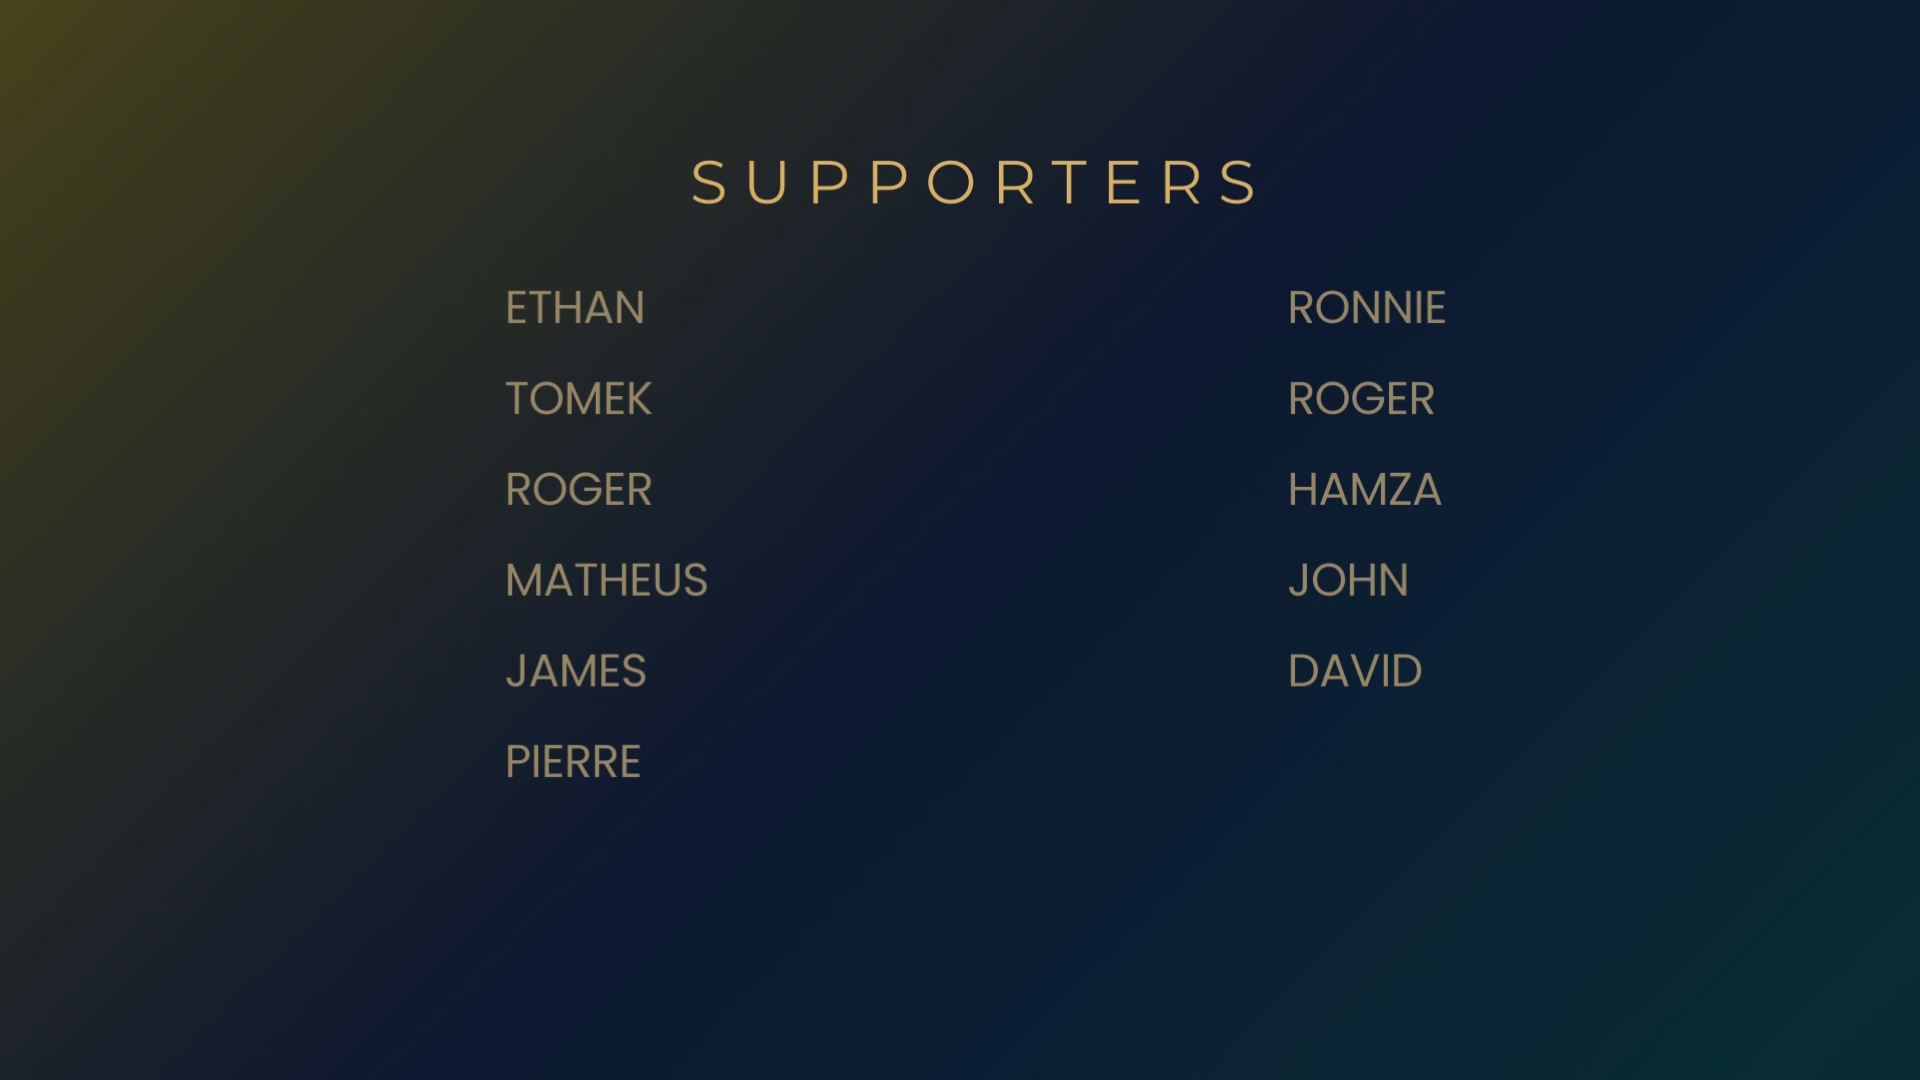 SUPPORTERS
ETHAN
TOMEK
ROGER
MATHEUS
JAMES
PIERRE
RONNIE
ROGER
HAMZA
JOHN
DAVID